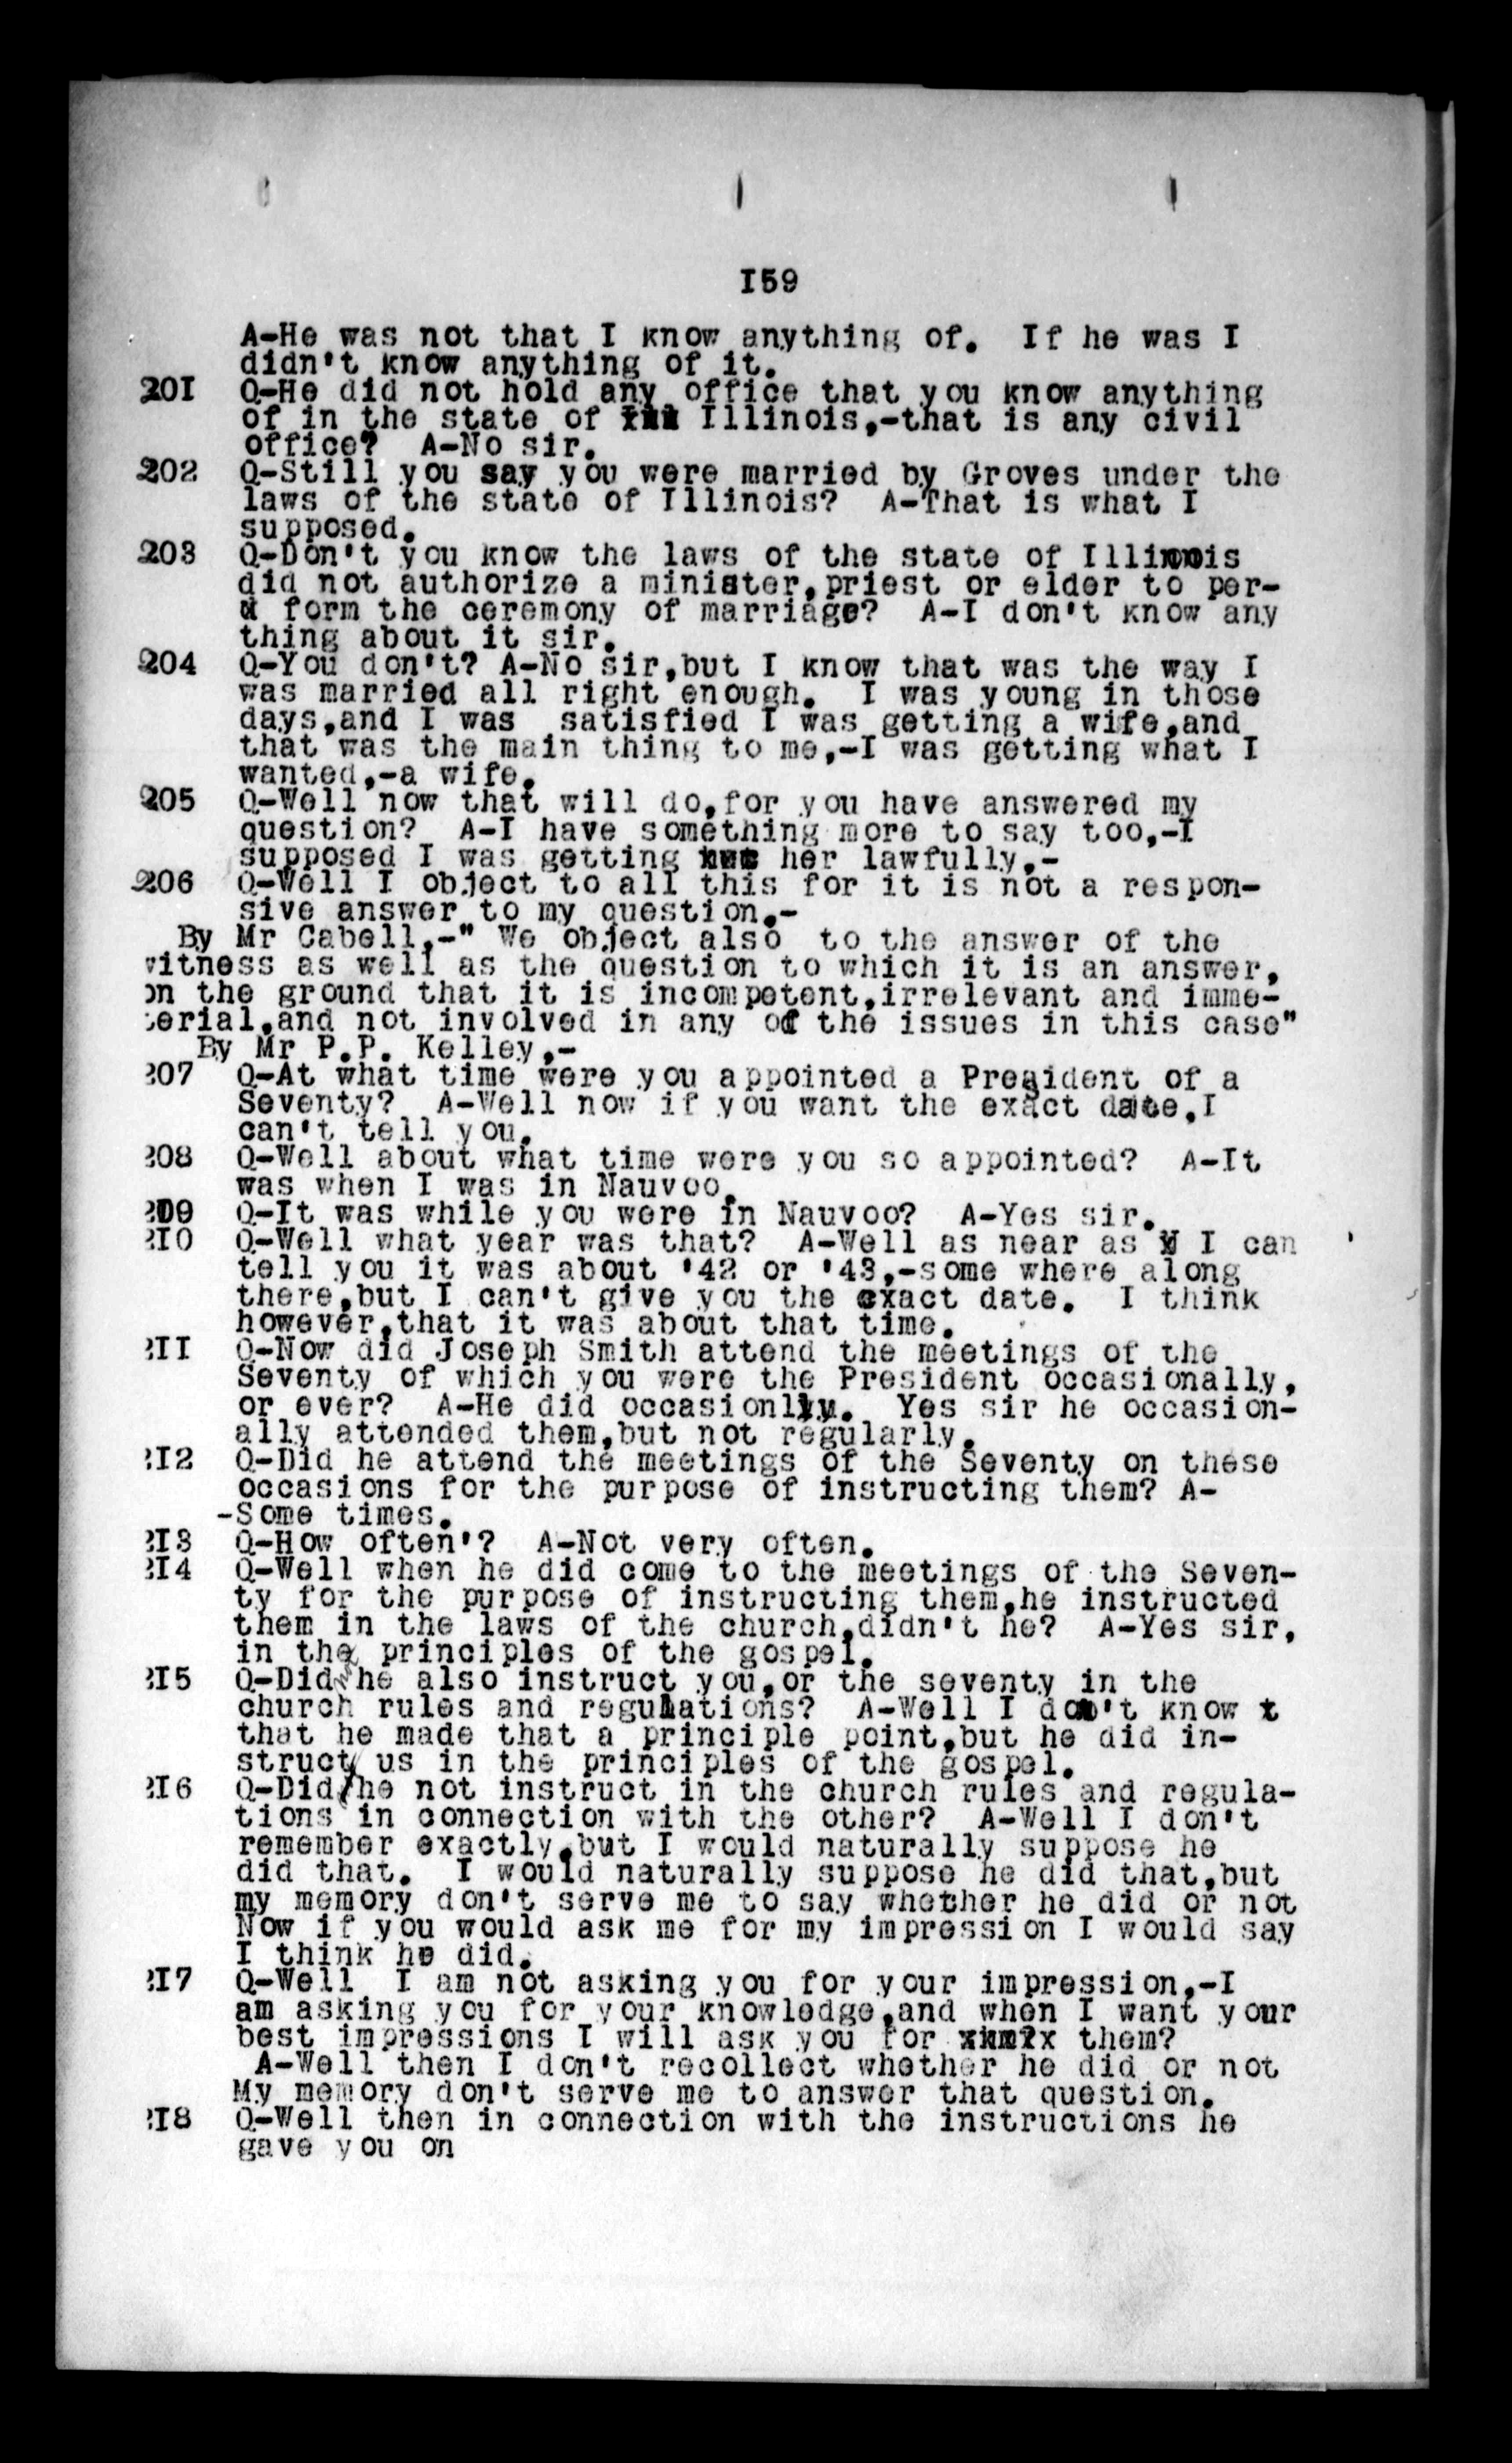 I59
A-He was not that I know anything of. If he was I
didn't know anything of it.
201 Q-He did not hold any office that you know anything
of in the state of Illinois,-that is any civil
office? A-No sir.
202 Q-Still you say you were married by Groves under the
laws of the state of Illinois? A-That is what I
supposed.
203 Q-Don't you know the laws of the state of Illinois
did not authorize a minister,priest or elder to per-
form the ceremony of marriage? A-I don't know any
thing about it sir.
204 Q-You don't? A-No sir,but I know that was the way I
was married all right enough. I was young in those
days,and I was satisfied I was getting a wife,and
that was the main thing to me,-I was getting what I
wanted,-a wife.
205 Q-Well now that will do,for you have answered my
question? A-I have something more to say too,-I
supposed I was getting her lawfully,-
206 Q-Well I object to all this for it is not a respon-
sive answer to my question.-
By Mr Cabell,-" We object also to the answer of the
witness as well as the question to which it is an answer,
on the ground that it is incompetent,irrelevant and imme-
terial,and not involved in any of the issues in this case"
By Mr P.P. Kelley,-
207 Q-At what time were you appointed a President of a
Seventy? A-Well now if you want the exact date,I
can't tell you.
208 Q-Well about what time were you so appointed? A-It
was when I was in Nauvoo.
209 Q-It was while you were in Nauvoo? A-Yes sir.
2I0 Q-Well what year was that? A-Well as near as I can
tell you it was about '42 or '43,-some where along
there,but I can't give you the exact date. I think
however,that it was about that time.
2II Q-Now did Joseph Smith attend the meetings of the
Seventy of which you were the President occasionally,
or ever? A-He did occasionlly. Yes sir he occasion-
ally attended them,but not regularly.
2I2 Q-Did he attend the meetings of the Seventy on these
occasions for the purpose of instructing them? A-
-Some times.
2I3 Q-How often'? A-Not very often.
2I4 Q-Well when he did come to the meetings of the Seven-
ty for the purpose of instructing them,he instructed
them in the laws of the church,didn't he? A-Yes sir,
in the principles of the gospel.
2I5 Q-Did he also instruct you,or the seventy in the
church rules and regulations? A-Well I don't know t
that he made that a principle point,but he did in-
struct us in the principles of the gospel.
2I6 Q-Did he not instruct in the church rules and regula-
tions in connection with the other? A-Well I don't
remember exactly,but I would naturally suppose he
did that. I would naturally suppose he did that,but
my memory don't serve me to say whether he did or not
Now if you would ask me for my impression I would say
I think he did.
2I7 Q-Well I am not asking you for your impression,-I
am asking you for your knowledge,and when I want your
best impressions I will ask you for them?
A-Well then I don't recollect whether he did or not
My memory don't serve me to answer that question.
2I8 Q-Well then in connection with the instructions he
gave you on